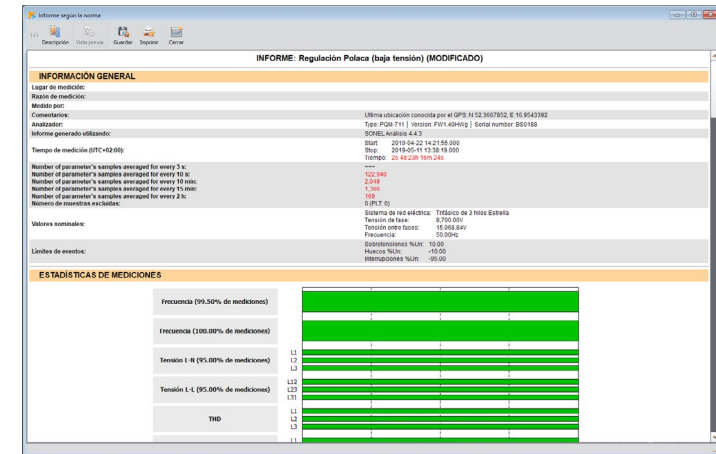 Informe según la norma
Descripción Vista previa Guardar Imprimir Cerrar
INFORME: Regulación Polaca (baja tensión) (MODIFICADO)
INFORMACIÓN GENERAL
Lugar de medición:
Razón de medición:
Medido por:
Comentarios: Ultima ubicación conocida por el GPS: N 52.3667852, E 16.9543392
Analizador: Type: PQM-711 | Version: FW1.40HWg | Serial number: BG0188
Informe generado utilizando: SONEL Análisis 4.4.3
Tiempo de medición (UTC+02:00): Start: 2019-04-22 14:21:55.000
Stop: 2019-05-11 13:38:19.000
Tiempo: 2s 4d 23h 16m 24s
Number of parameter's samples averaged for every 3 s: ---
Number of parameter's samples averaged for every 10 s: 122,940
Number of parameter's samples averaged for every 10 min: 2,049
Number of parameter's samples averaged for every 15 min: 1,366
Number of parameter's samples averaged for every 2 h: 169
Número de muestras excluidas: 0 (PLT: 0)
Valores nominales: Sistema de red eléctrica: Trifásico de 3 hilos Estrella
Tensión de fase: 8,700.00V
Tensión entre fases: 15,068.84V
Frecuencia: 50.00Hz
Límites de eventos: Sobretensiones %Un: 10.00
Huecos %Un: -10.00
Interrupciones %Un: -95.00
ESTADÍSTICAS DE MEDICIONES
Frecuencia (99.50% de mediciones)
Frecuencia (100.00% de mediciones)
Tensión L-N (95.00% de mediciones) L1
L2
L3
Tensión L-L (95.00% de mediciones) L12
L23
L31
THD L1
L2
L3
L1